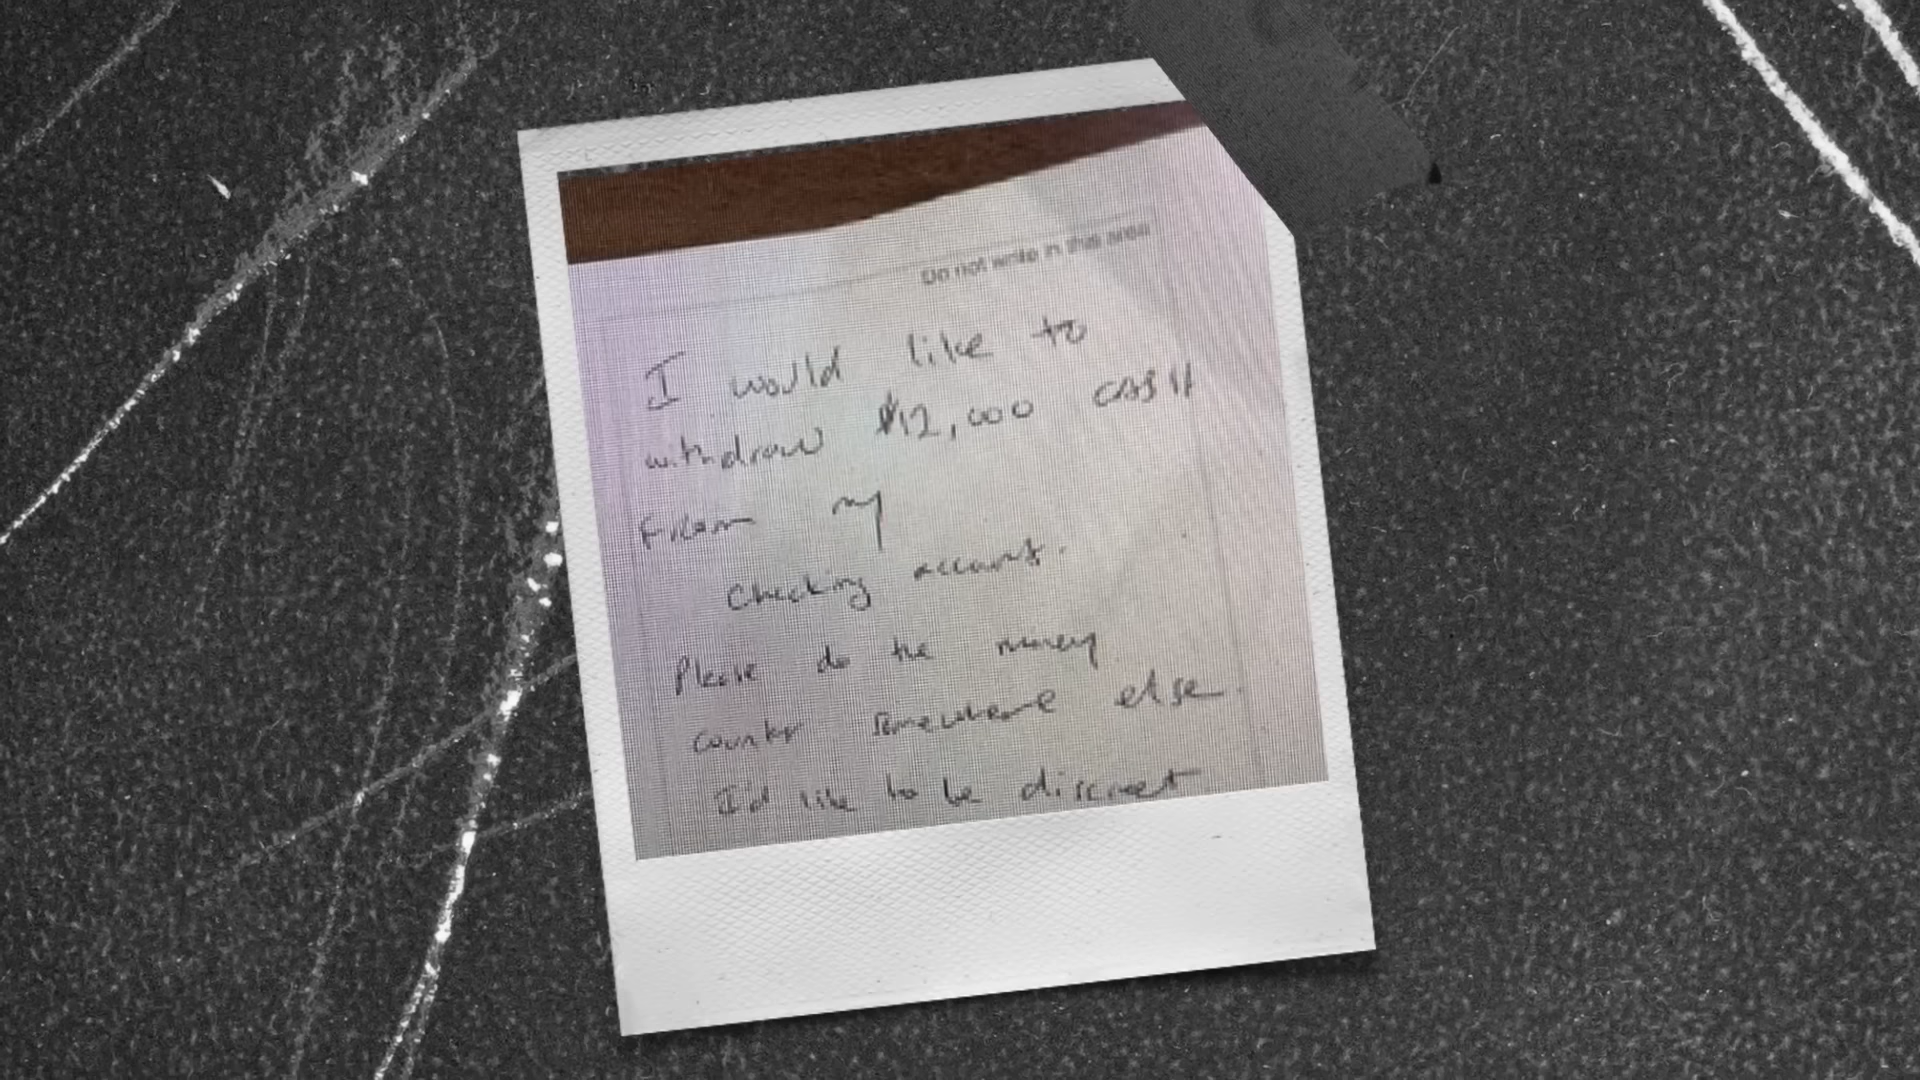 Do not write in this area
I would like to
withdraw $12,000 cash
From my
checking account.
Please do the money
counter somewhere else.
I'd like to be discreet